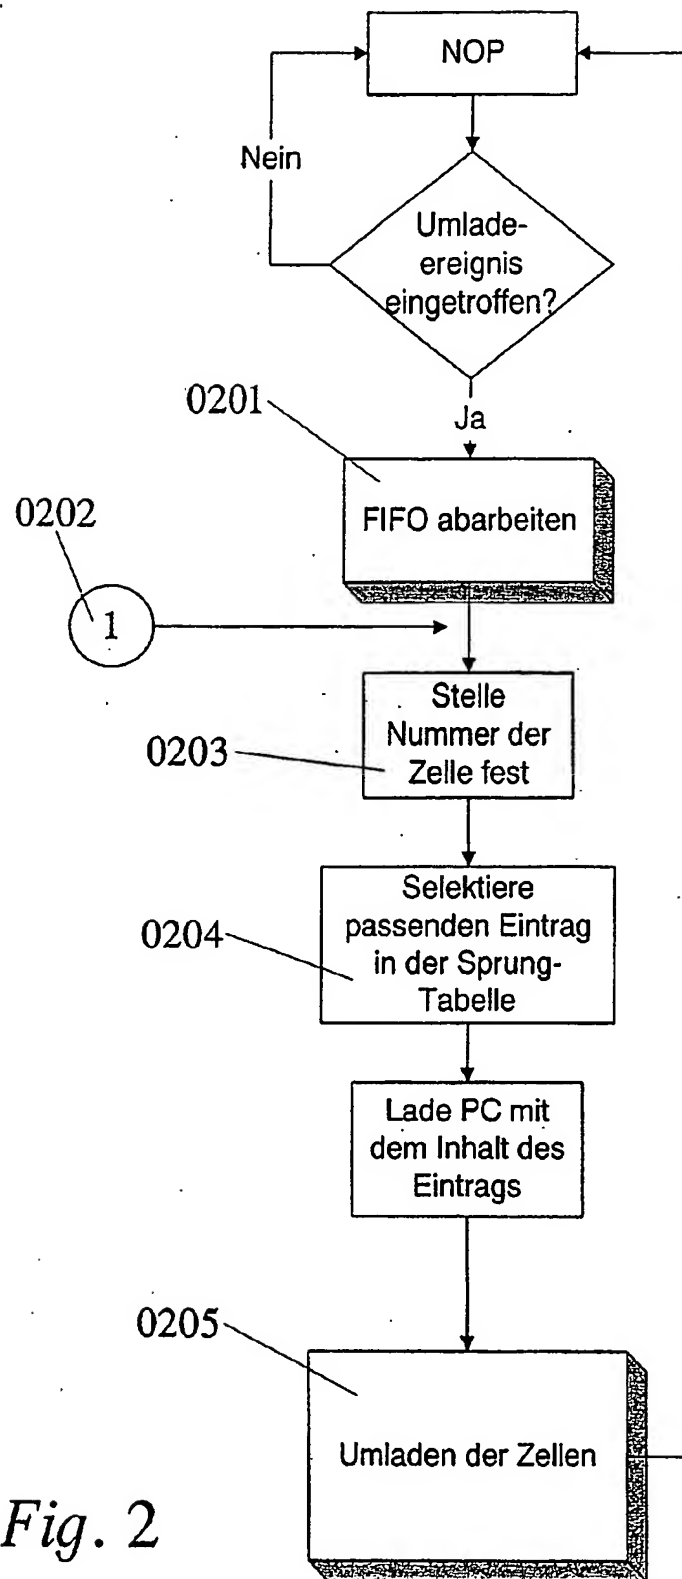 NOP
Nein
Umlade-
ereignis
eingetroffen?
0201
Ja
FIFO abarbeiten
0202
1
Stelle
Nummer der
Zelle fest
0203
Selektiere
passenden Eintrag
in der Sprung-
Tabelle
0204
Lade PC mit
dem Inhalt des
Eintrags
0205
Umladen der Zellen
Fig. 2